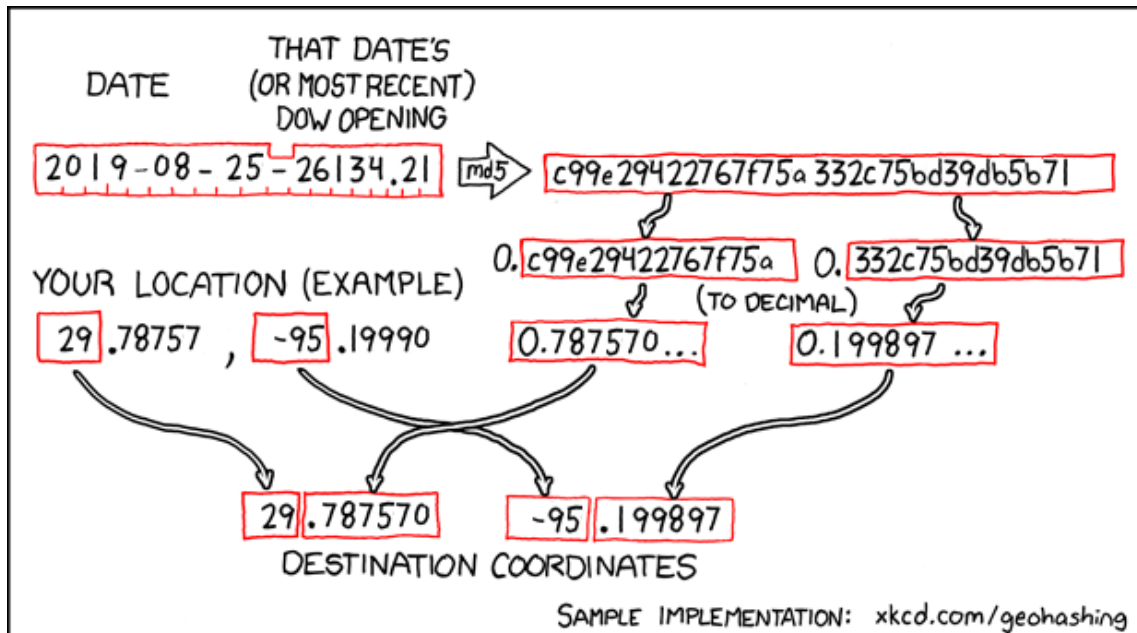 DATE
THAT DATE'S
(OR MOST RECENT)
DOW OPENING
2019-08-25-26134.21
md5
c99e29422767f75a332c75bd39db5b71
0.c99e29422767f75a
0.332c75bd39db5b71
YOUR LOCATION (EXAMPLE)
(TO DECIMAL)
29.78757, -95.19990
0.787570...
0.199897...
29.787570
-95.199897
DESTINATION COORDINATES
SAMPLE IMPLEMENTATION: xkcd.com/geohashing